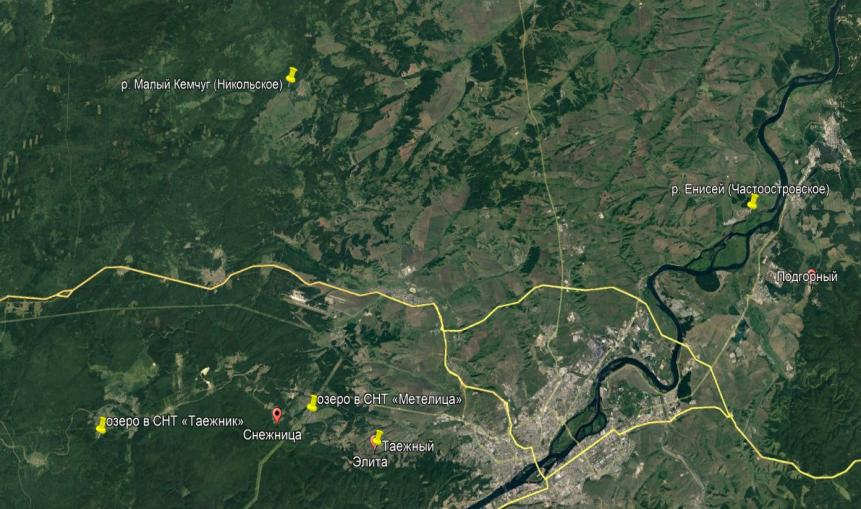 р. Малый Кемчуг (Никольское)
р. Енисей (Частоостровское)
Подгорный
озеро в СНТ «Метелица»
озеро в СНТ «Таежник»
Снежница
Таежный
Элита